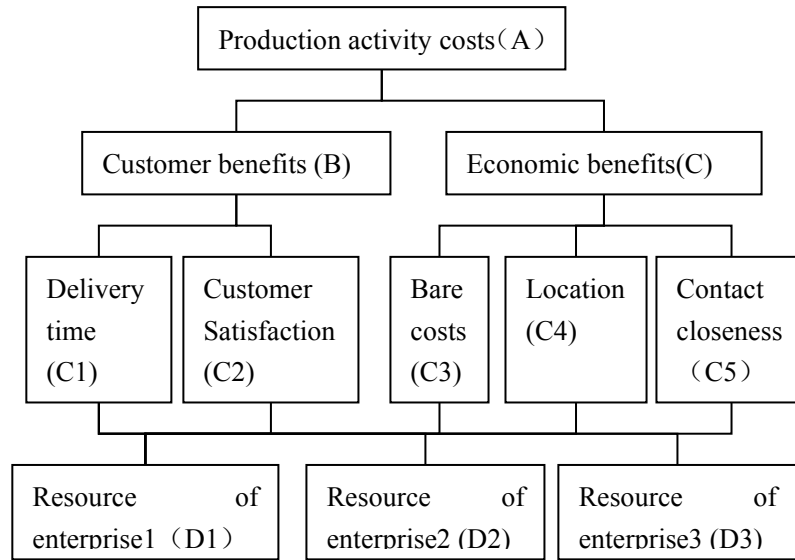 Production activity costs（A）
Customer benefits (B)
Economic benefits(C)
Delivery
time
(C1)
Customer
Satisfaction
(C2)
Bare
costs
(C3)
Location
(C4)
Contact
closeness
（C5）
Resource of
enterprise1（D1）
Resource of
enterprise2 (D2)
Resource of
enterprise3 (D3)